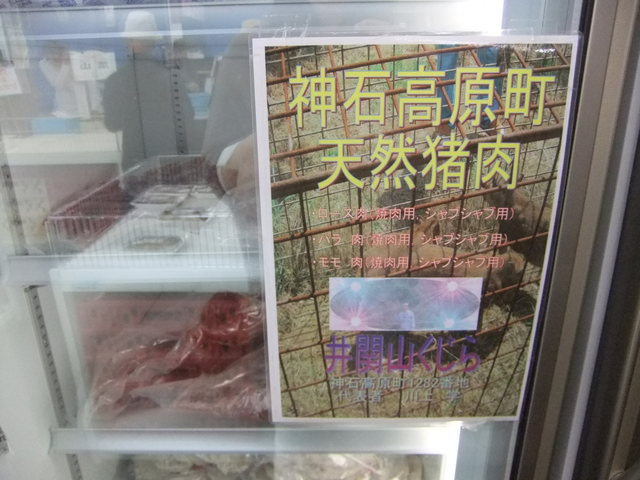 神石高原町
天然猪肉
・ロース肉(焼肉用、シャブシャブ用)
・バラ 肉(焼肉用、シャブシャブ用)
・モモ 肉(焼肉用、シャブシャブ用)
井関山くじら
神石高原町1282番地
代表者 川上 学